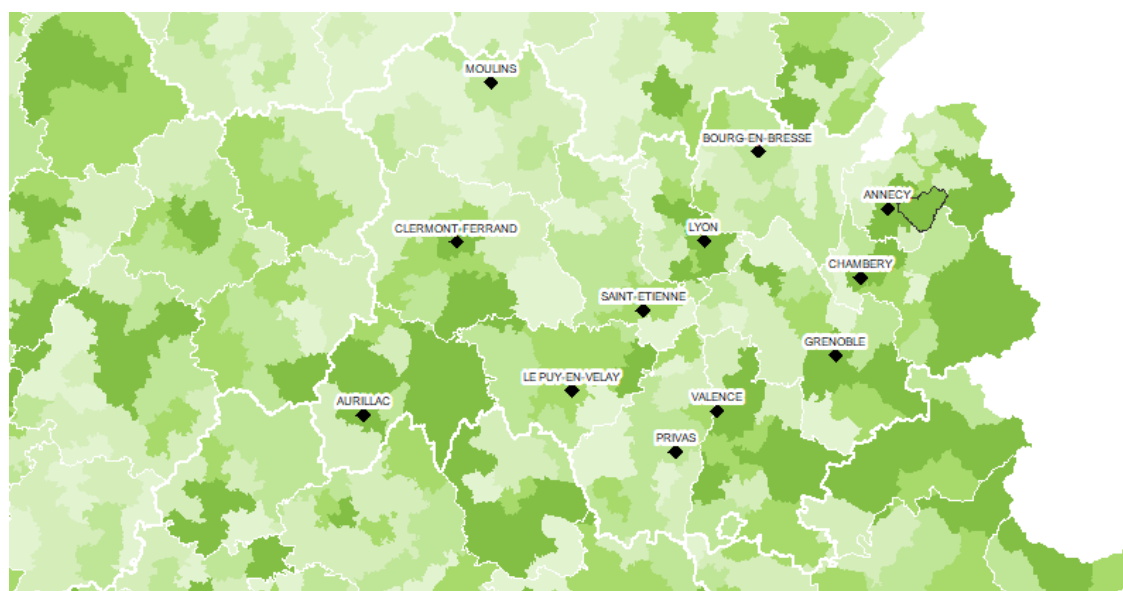 MOULINS
BOURG-EN-BRESSE
ANNECY
CLERMONT-FERRAND
LYON
CHAMBERY
SAINT-ETIENNE
GRENOBLE
LE PUY-EN-VELAY
AURILLAC
VALENCE
PRIVAS